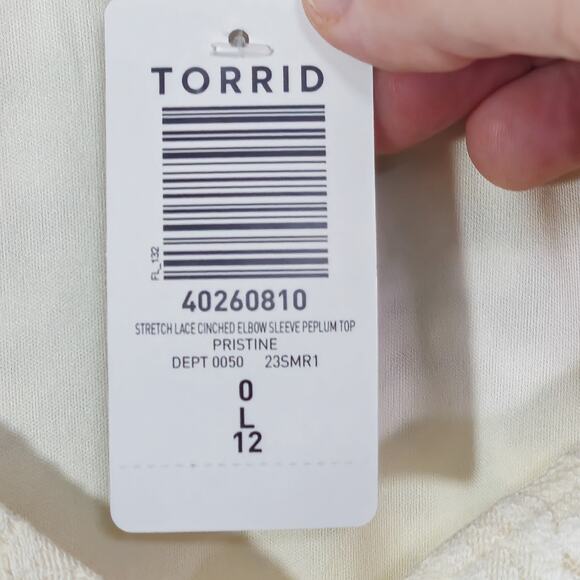 TORRID
FL_132
40260810
STRETCH LACE CINCHED ELBOW SLEEVE PEPLUM TOP
PRISTINE
DEPT 0050 23SMR1
0
L
12